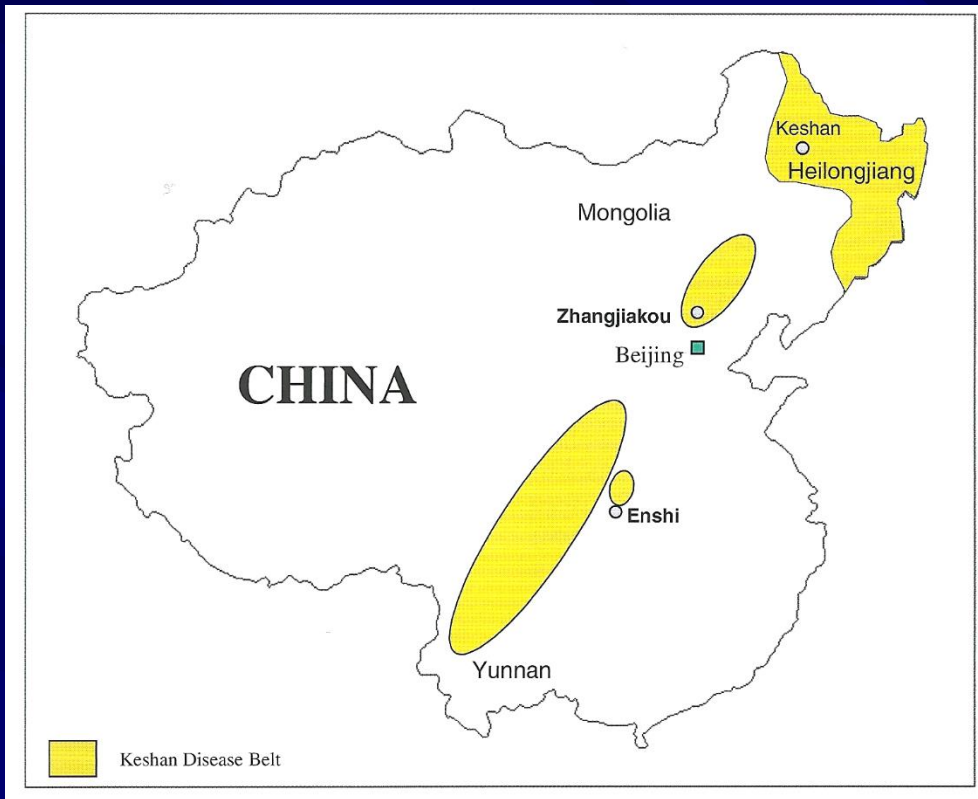 Keshan
Heilongjiang
Mongolia
Zhangjiakou
Beijing
CHINA
Enshi
Yunnan
Keshan Disease Belt